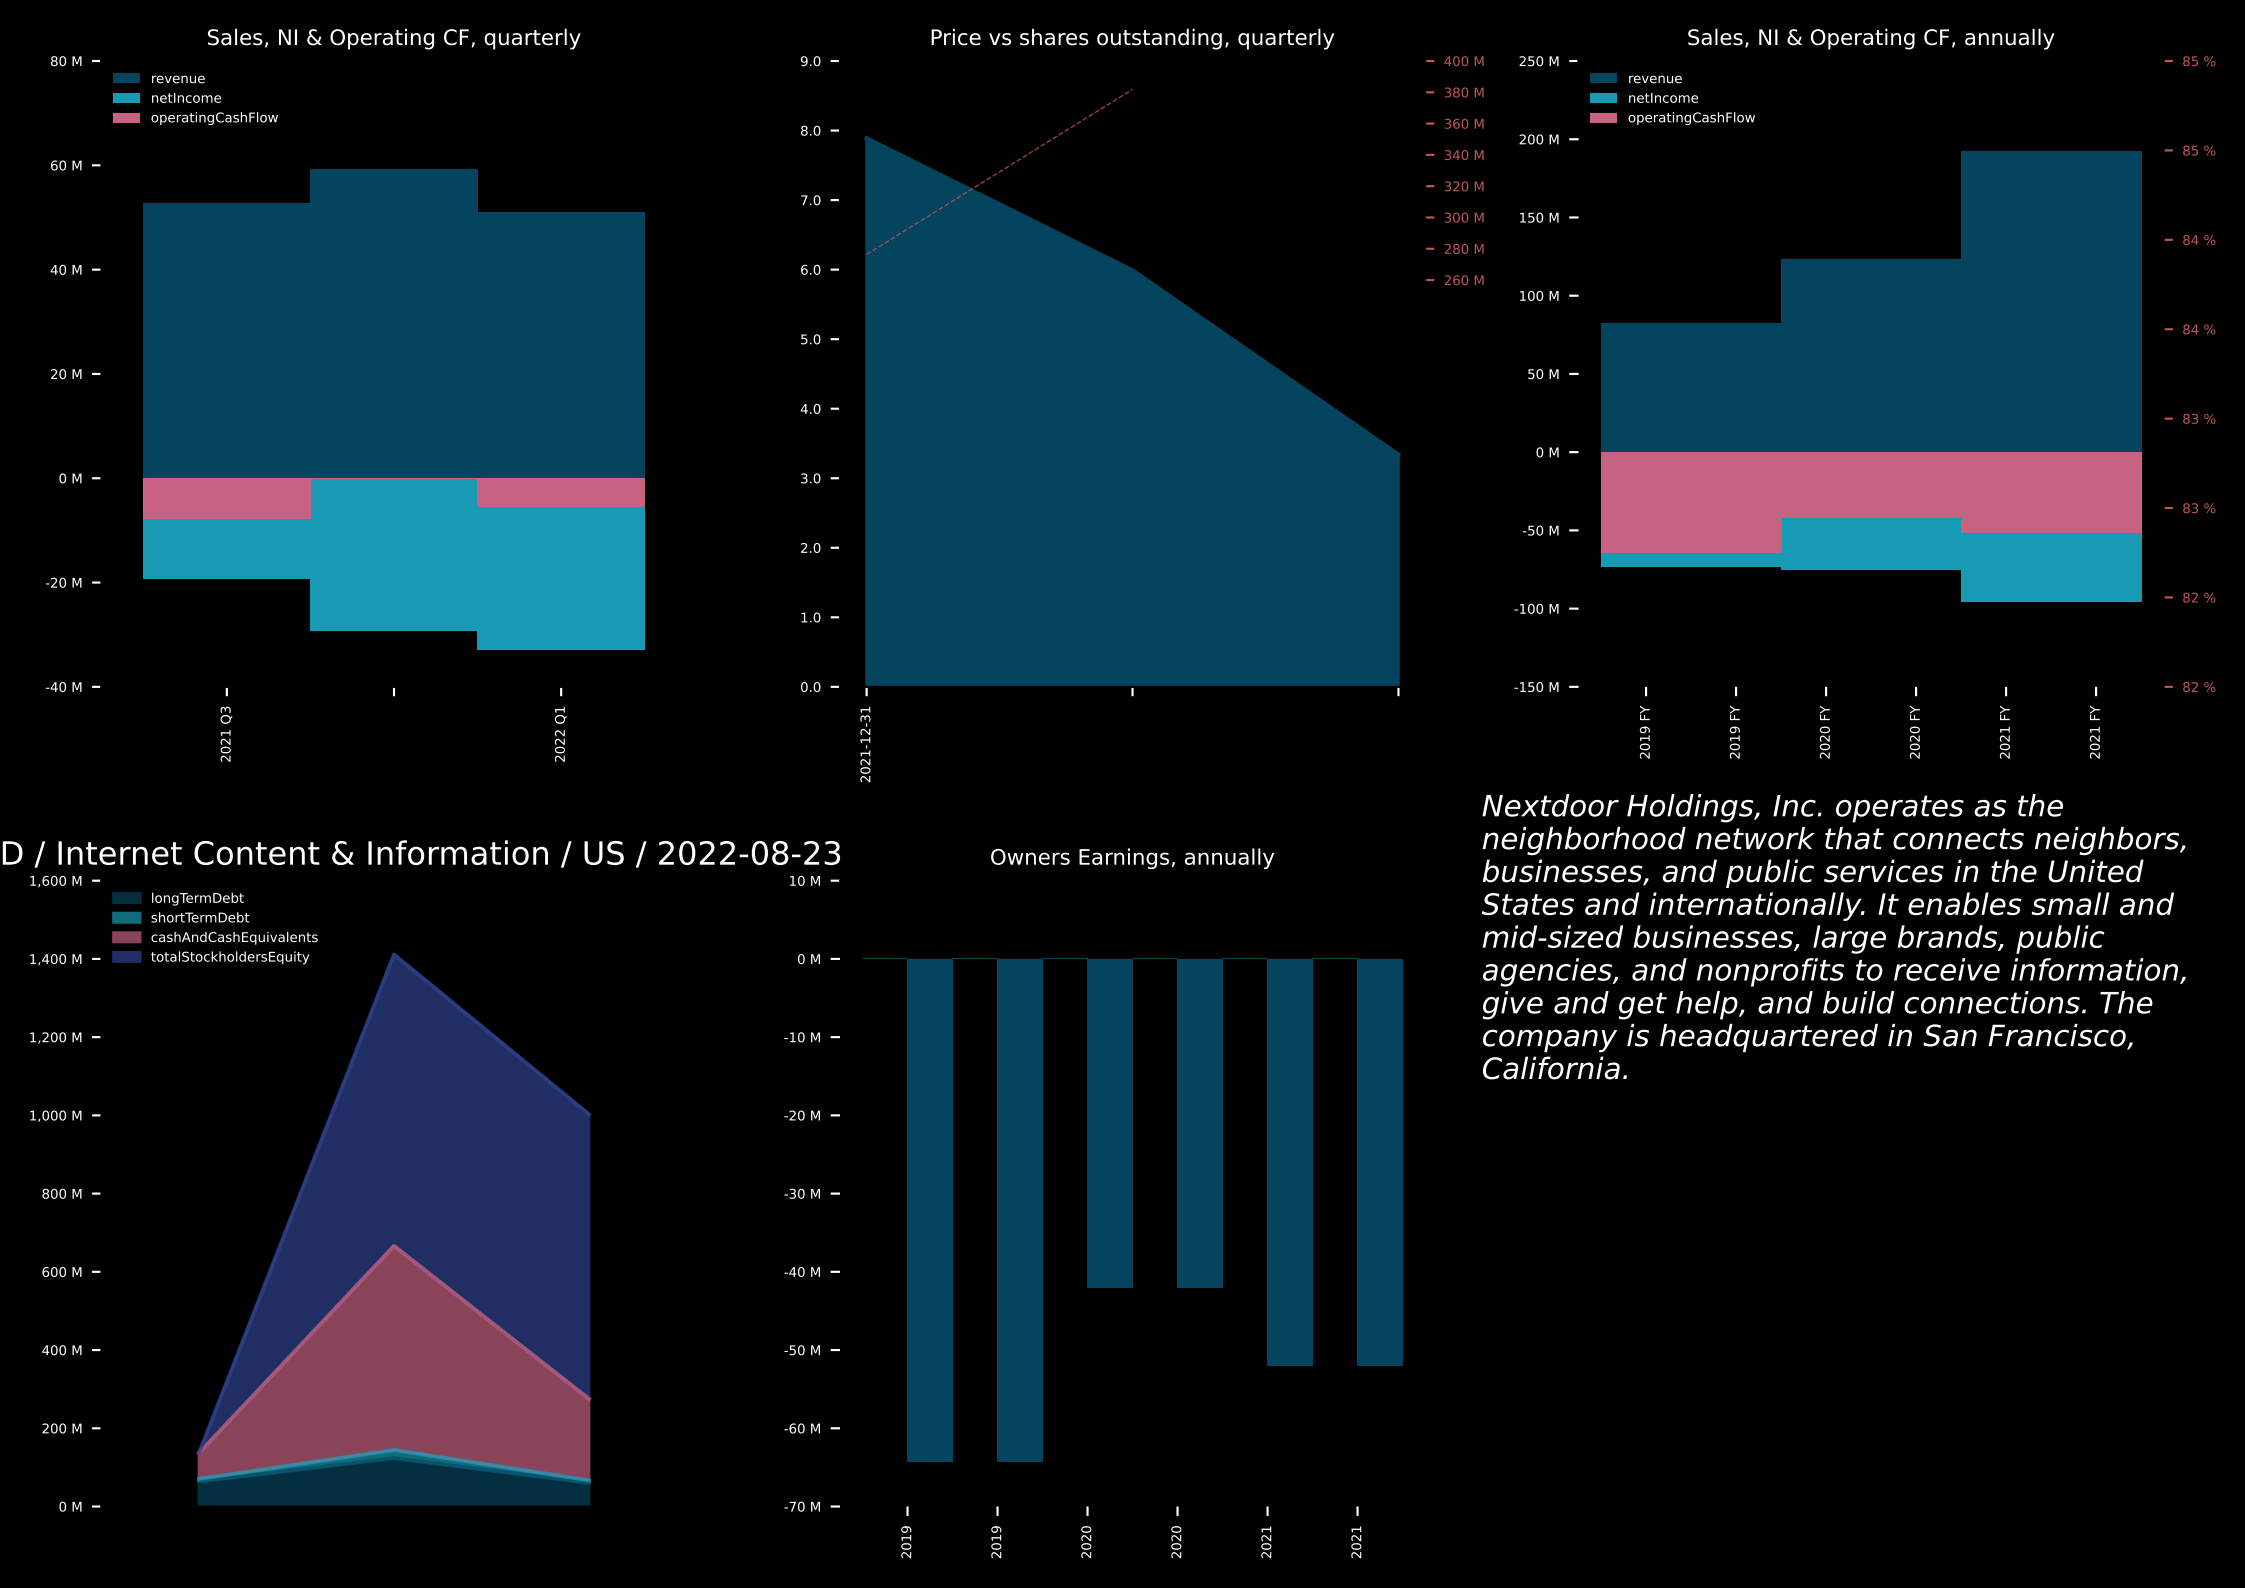 Sales, NI & Operating CF, quarterly
80 M
60 M
40 M
20 M
0 M
-20 M
-40 M
revenue
netIncome
operatingCashFlow
2021 Q3
2022 Q1
Price vs shares outstanding, quarterly
9.0
8.0
7.0
6.0
5.0
4.0
3.0
2.0
1.0
0.0
400 M
380 M
360 M
340 M
320 M
300 M
280 M
260 M
2021-12-31
Sales, NI & Operating CF, annually
250 M
200 M
150 M
100 M
50 M
0 M
-50 M
-100 M
-150 M
revenue
netIncome
operatingCashFlow
85 %
85 %
84 %
84 %
83 %
83 %
82 %
82 %
2019 FY
2019 FY
2020 FY
2020 FY
2021 FY
2021 FY
D / Internet Content & Information / US / 2022-08-23
1,600 M
1,400 M
1,200 M
1,000 M
800 M
600 M
400 M
200 M
0 M
longTermDebt
shortTermDebt
cashAndCashEquivalents
totalStockholdersEquity
Owners Earnings, annually
10 M
0 M
-10 M
-20 M
-30 M
-40 M
-50 M
-60 M
-70 M
2019
2019
2020
2020
2021
2021
Nextdoor Holdings, Inc. operates as the
neighborhood network that connects neighbors,
businesses, and public services in the United
States and internationally. It enables small and
mid-sized businesses, large brands, public
agencies, and nonprofits to receive information,
give and get help, and build connections. The
company is headquartered in San Francisco,
California.